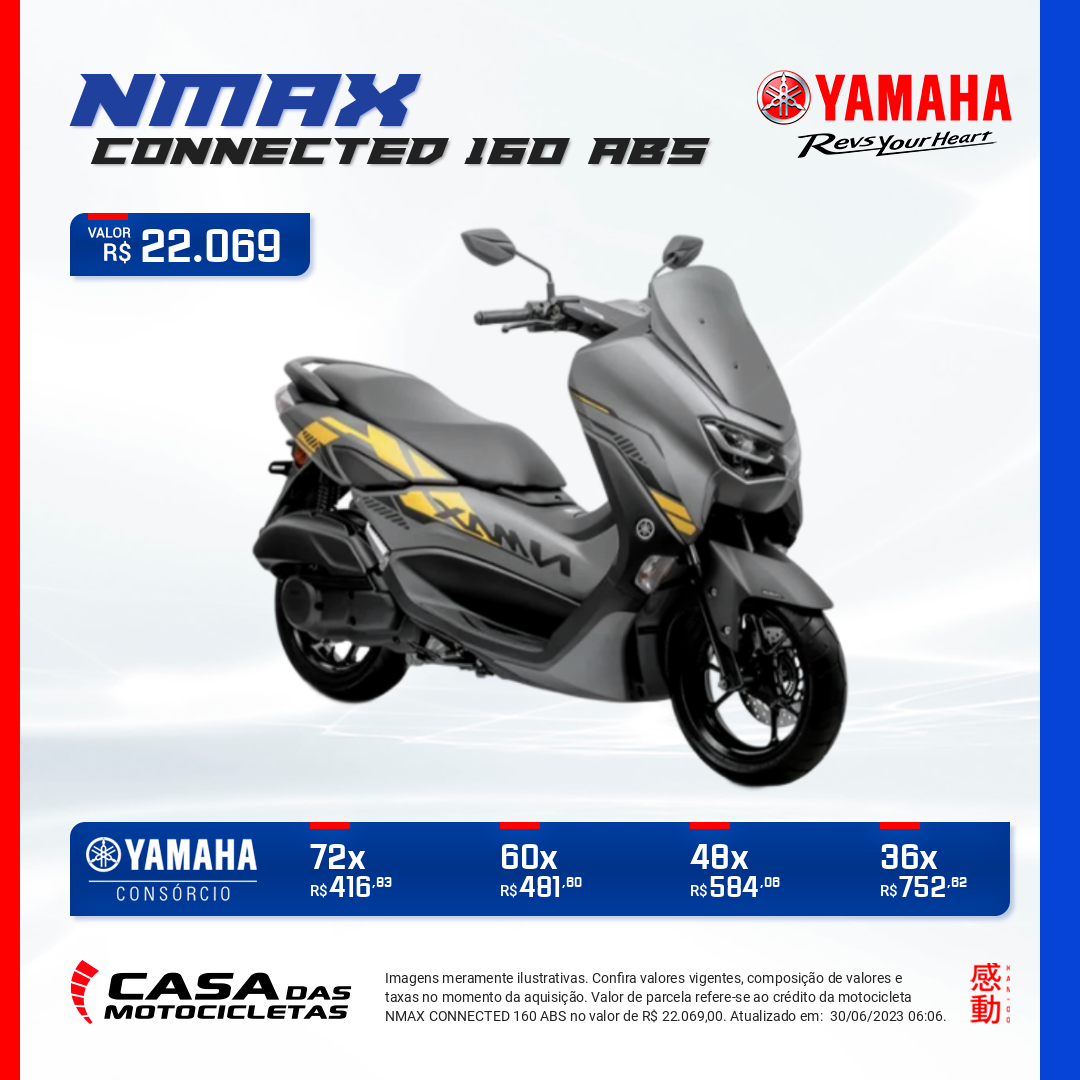 NMAX
CONNECTED 160 ABS
YAMAHA
Revs Your Heart
VALOR
R$ 22.069
NMAX
YAMAHA
CONSÓRCIO
72x
R$ 416,83
60x
R$ 481,60
48x
R$ 584,06
36x
R$ 752,62
CASA DAS
MOTOCICLETAS
Imagens meramente ilustrativas. Confira valores vigentes, composição de valores e
taxas no momento da aquisição. Valor de parcela refere-se ao crédito da motocicleta
NMAX CONNECTED 160 ABS no valor de R$ 22.069,00. Atualizado em: 30/06/2023 06:06.
感動